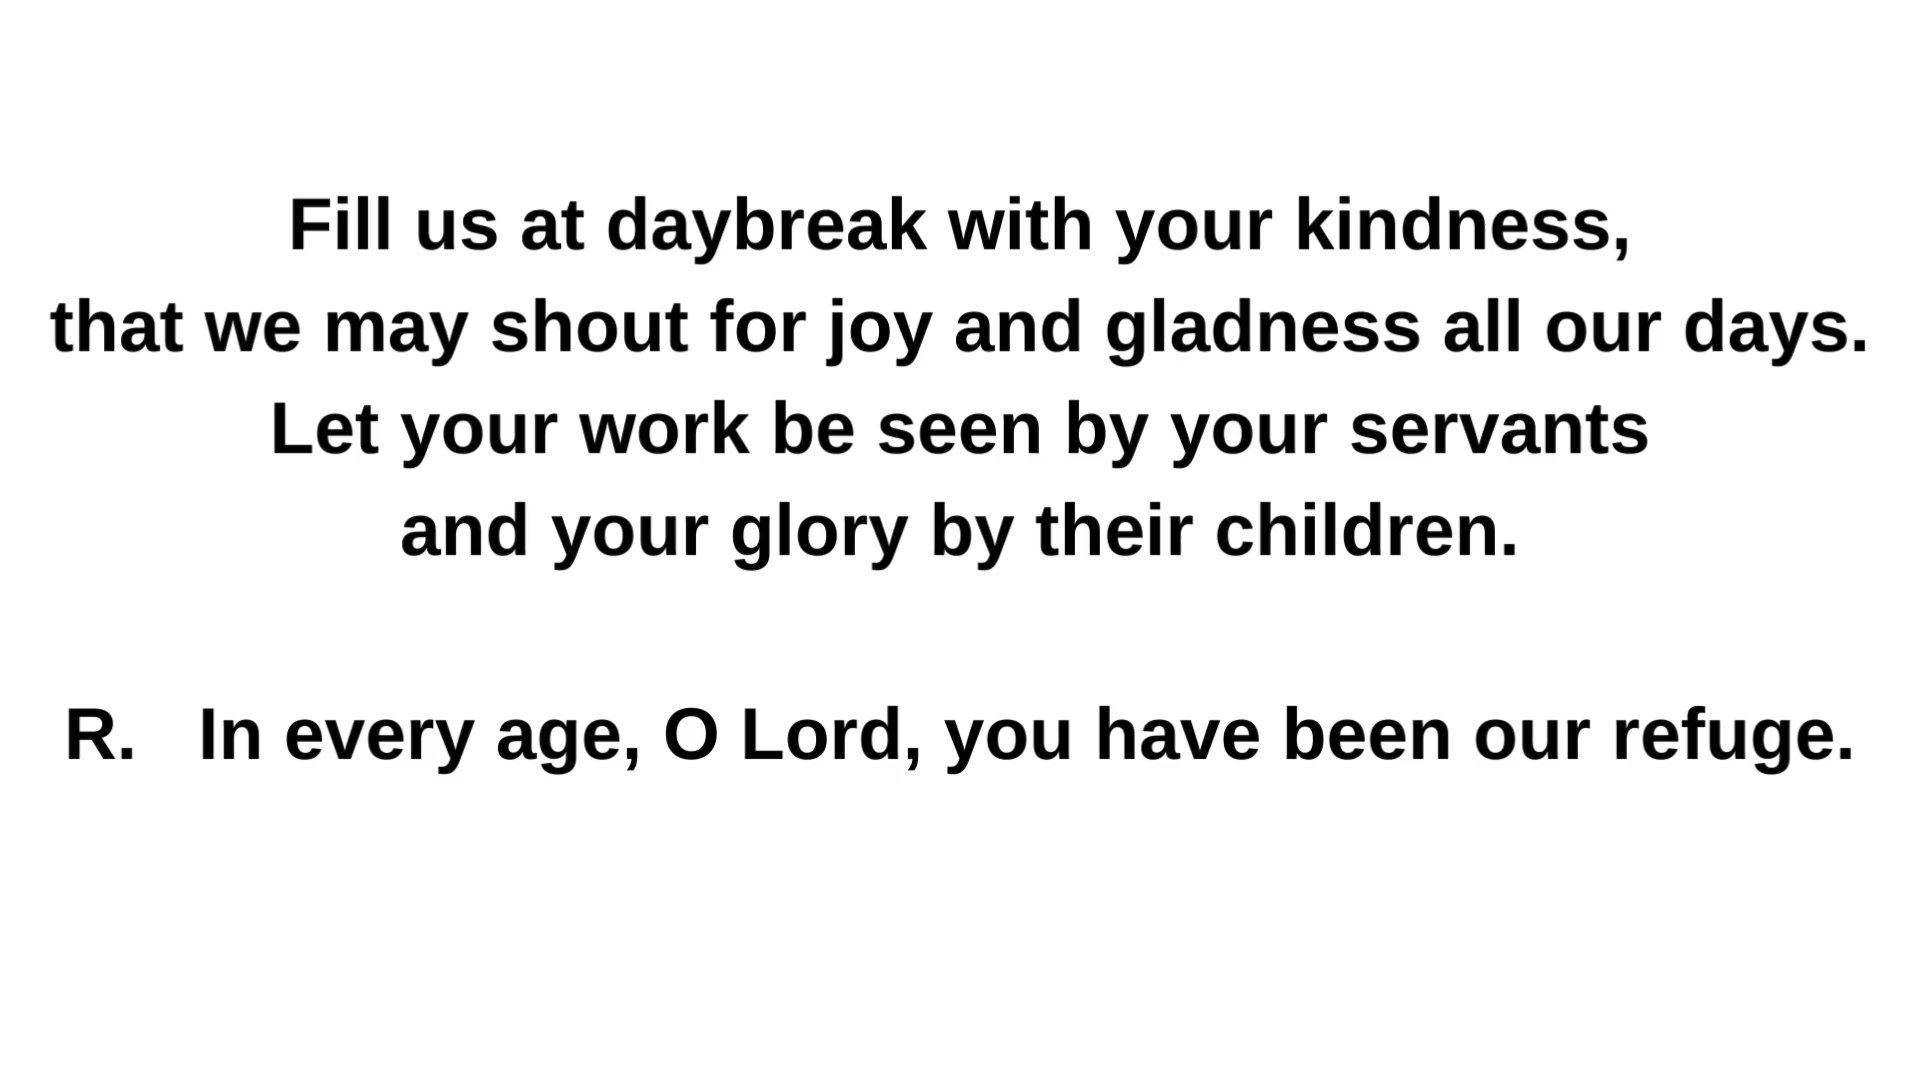 Fill us at daybreak with your kindness,
that we may shout for joy and gladness all our days.
Let your work be seen by your servants
and your glory by their children.
R.   In every age, O Lord, you have been our refuge.